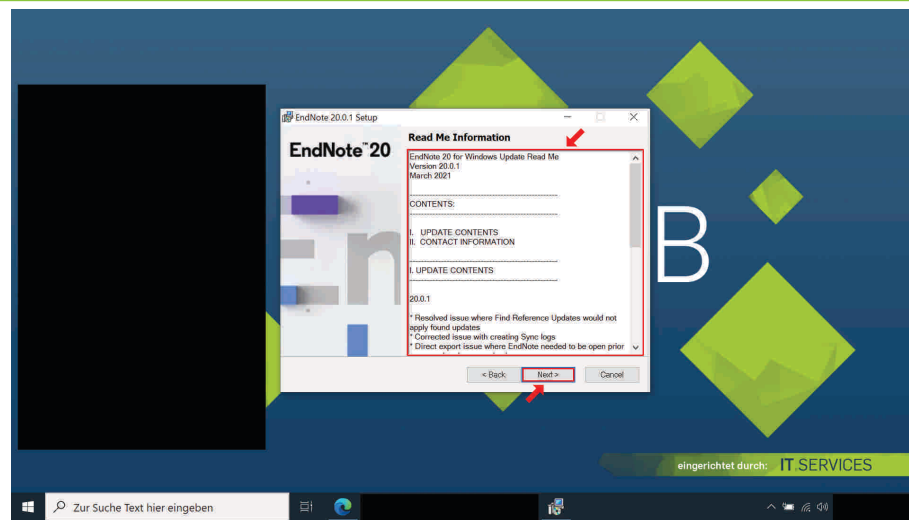 EndNote 20.0.1 Setup
EndNote™20
Read Me Information
EndNote 20 for Windows Update Read Me
Version 20.0.1
March 2021
CONTENTS:
I. UPDATE CONTENTS
II. CONTACT INFORMATION
I. UPDATE CONTENTS
20.0.1
* Resolved issue where Find Reference Updates would not
apply found updates
* Corrected issue with creating Sync logs
* Direct export issue where EndNote needed to be open prior
< Back
Next >
Cancel
En
B
eingerichtet durch: IT.SERVICES
Zur Suche Text hier eingeben